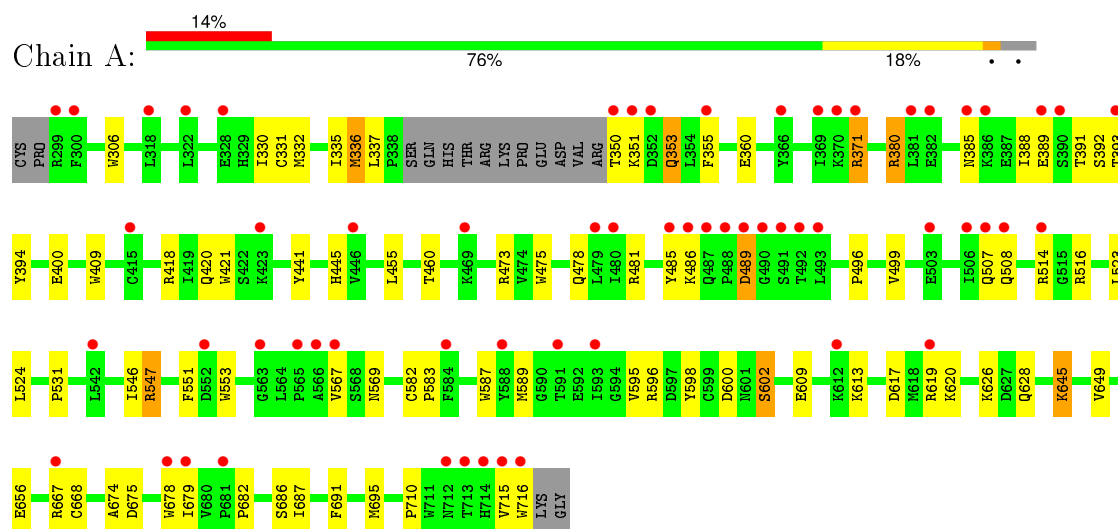 14%
Chain A:
76% 18% • •
CYS PRO R299 F300 W306 L318 L322 E328 H329 I330 C331 M332 I335 M336 L337 P338 SER GLN HIS THR ARG LYS PRO GLU ASP VAL ARG T350 K351 D352 Q353 L354 F355 E360 Y366 I369 K370 R371 R380 L381 E382 N385 K386 E387 I388 E389 S390 T391 S392 T393
Y394 E400 W409 C415 R418 I419 Q420 W421 S422 K423 Y441 H445 V446 L455 T460 K469 R473 V474 W475 Q478 L479 I480 R481 Y485 K486 Q487 P488 D489 G490 S491 T492 L493 P496 V499 E503 I506 Q507 Q508 R514 G515 R516 L523
L524 P531 L542 I546 R547 F551 D552 W553 G563 L564 P565 A566 V567 S568 N569 C582 P583 F584 W587 Y588 M589 G590 T591 E592 I593 G594 V595 R596 D597 Y598 C599 D600 N601 S602 E609 K612 K613 D617 M618 R619 K620 K626 D627 Q628 K645 V649
E656 R667 C668 A674 D675 W678 I679 V680 P681 P682 S686 I687 F691 M695 P710 W711 N712 T713 H714 V715 W716 LYS GLY